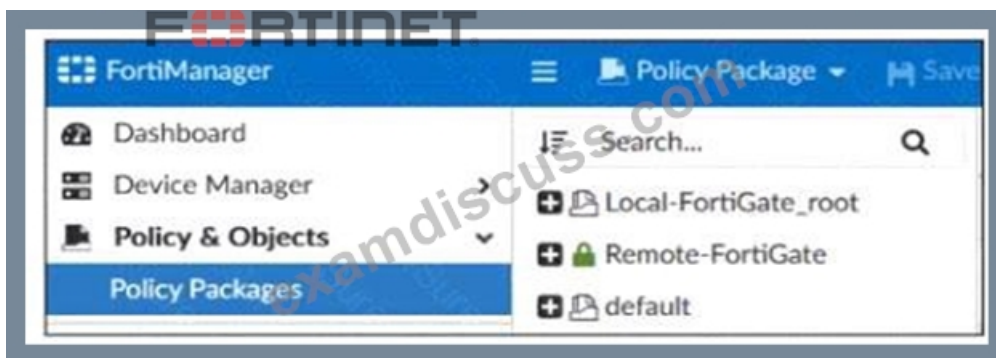 FORTINET
FortiManager
Policy Package
Save
Dashboard
Search...
Device Manager
Local-FortiGate_root
Policy & Objects
Remote-FortiGate
Policy Packages
default
examdiscuss.com